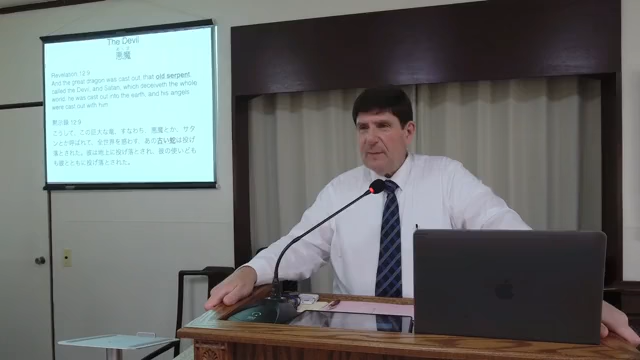 The Devil
悪魔
Revelation 12:9
And the great dragon was cast out, that old serpent
called the Devil, and Satan, which deceiveth the whole
world: he was cast out into the earth, and his angels
were cast out with him.
黙示録 12:9
こうして、この巨大な竜、すなわち、悪魔とか、サタ
ンとか呼ばれて、全世界を惑わす、あの古い蛇は投げ
落とされた。彼は地上に投げ落とされ、彼の使いども
も彼とともに投げ落とされた。